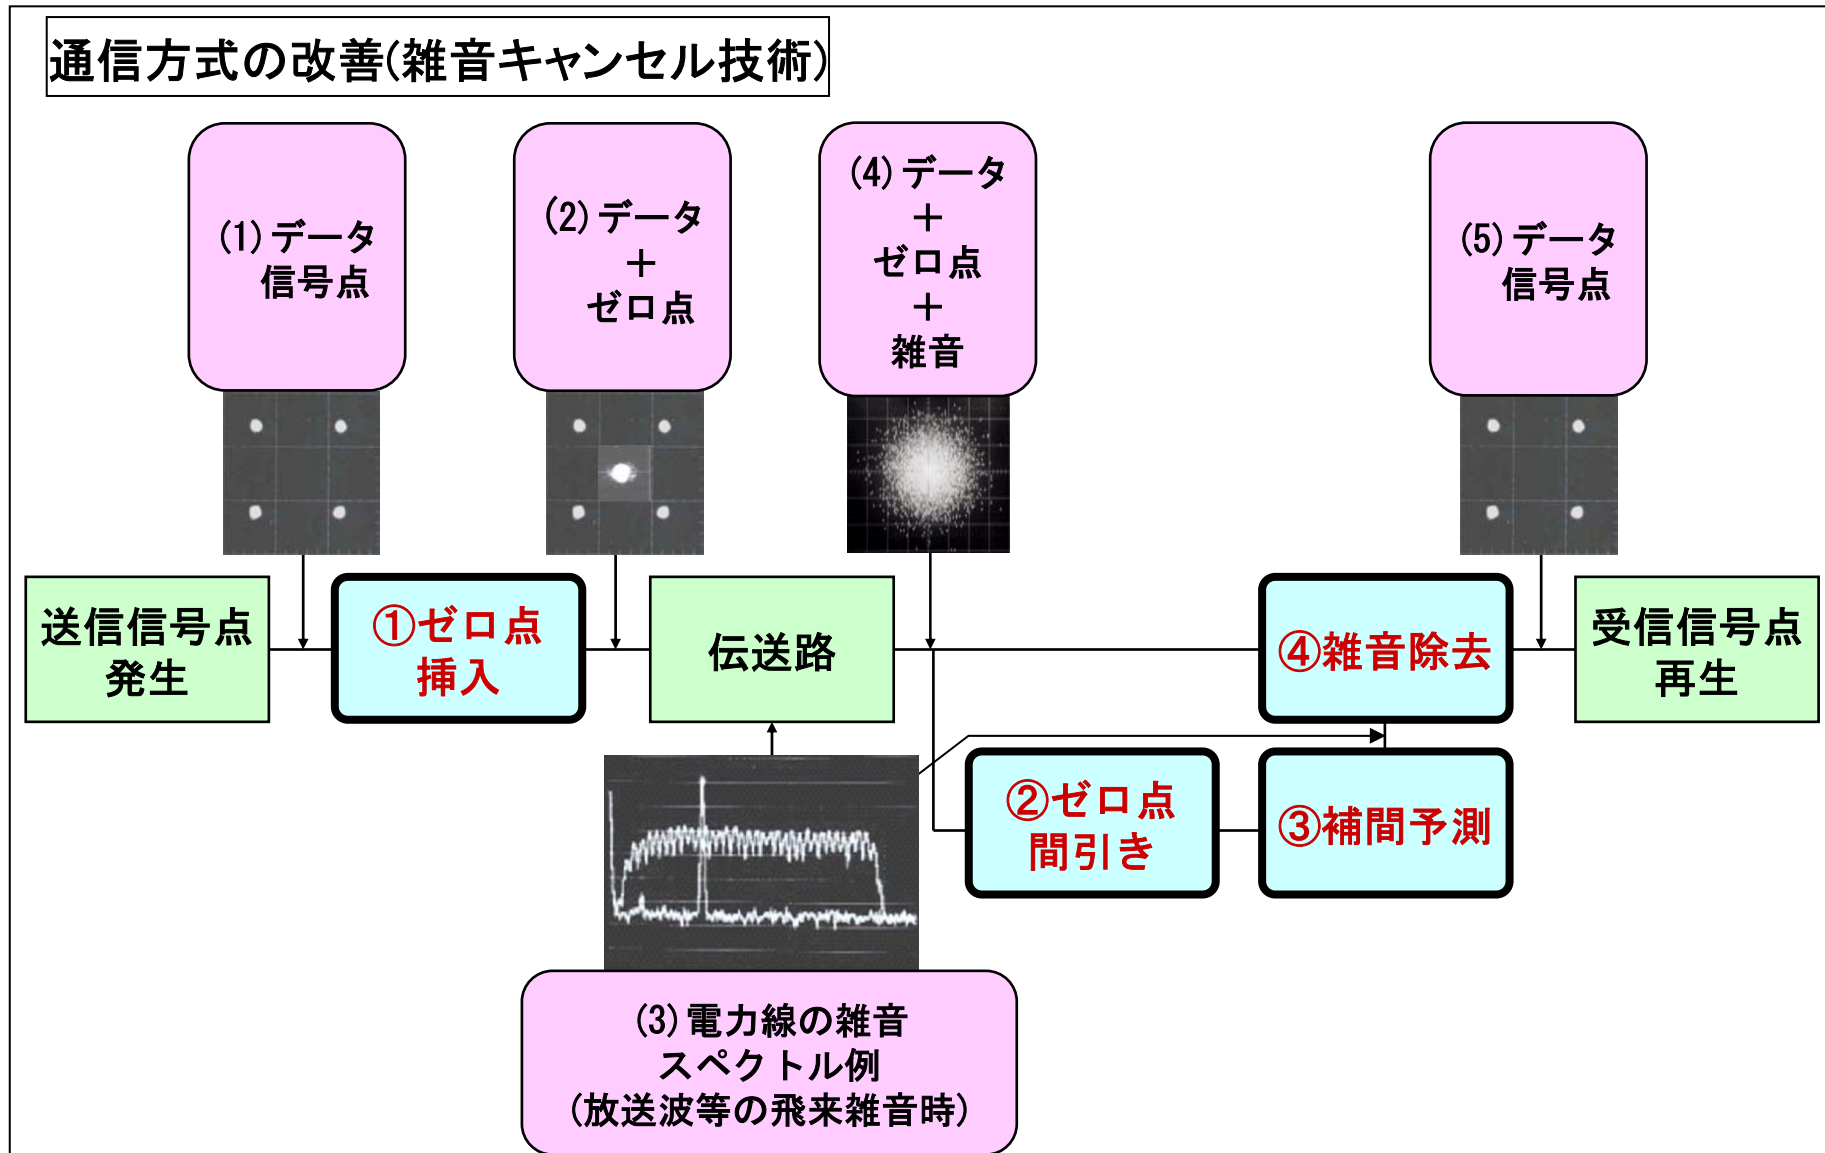 通信方式の改善(雑音キャンセル技術)
(1)データ
信号点
(2)データ
＋
ゼロ点
(4)データ
＋
ゼロ点
＋
雑音
(5)データ
信号点
送信信号点
発生
①ゼロ点
挿入
伝送路
④雑音除去
受信信号点
再生
②ゼロ点
間引き
③補間予測
(3)電力線の雑音
スペクトル例
(放送波等の飛来雑音時)